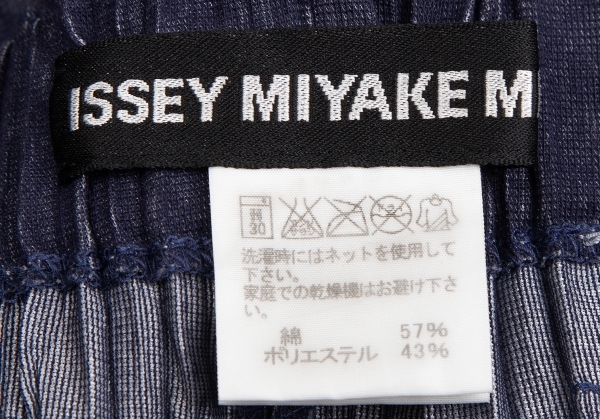 ISSEY MIYAKE M
30
洗濯時にはネットを使用して
下さい。
家庭での乾燥機はお避け下さ
い。
綿 57%
ポリエステル 43%